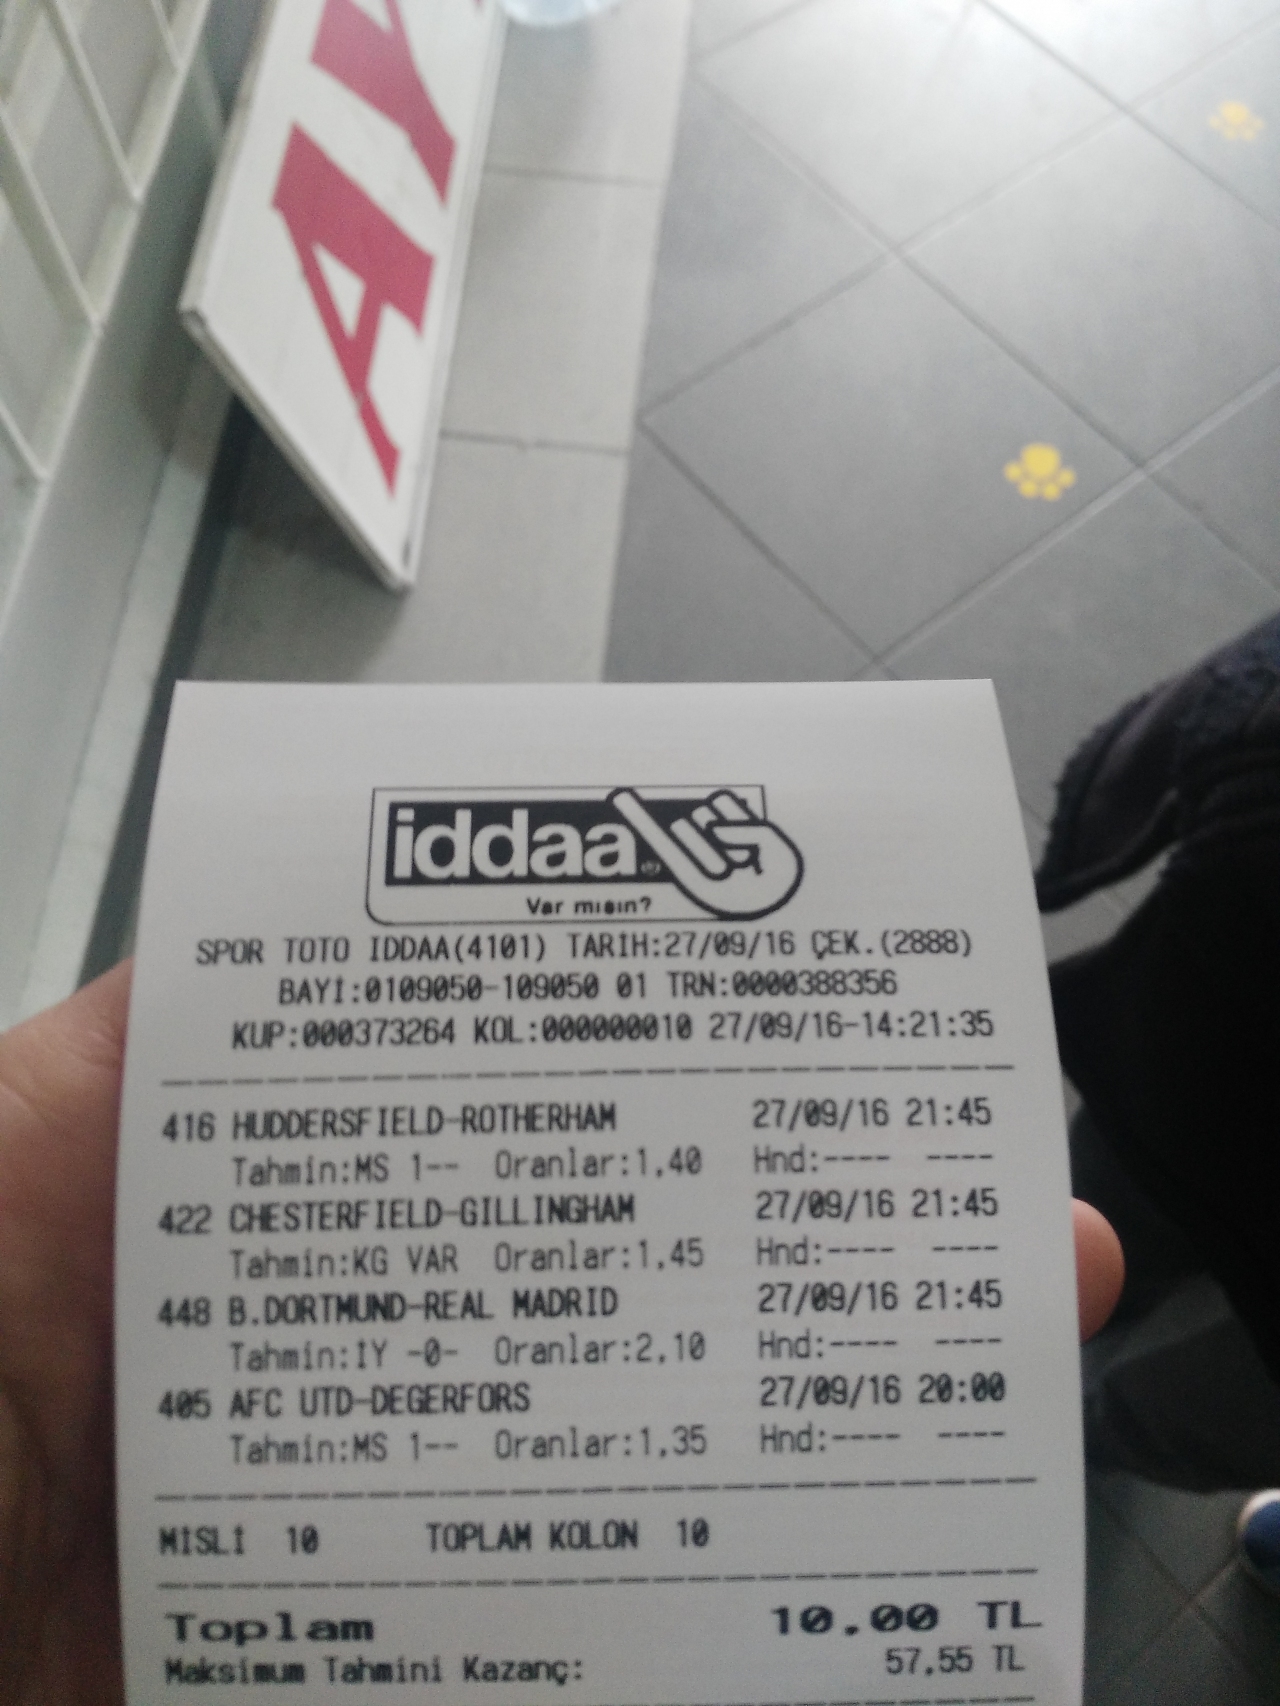 AY
iddaa
Var mısın?
SPOR TOTO IDDAA(4101) TARIH:27/09/16 ÇEK.(2888)
BAYİ:0109050-109050 01 TRN:0000388356
KUP:000373264 KOL:000000010 27/09/16-14:21:35
416 HUDDERSFIELD-ROTHERHAM 27/09/16 21:45
Tahmin:MS 1-- Oranlar:1,40 Hnd:---- ----
422 CHESTERFIELD-GILLINGHAM 27/09/16 21:45
Tahmin:KG VAR Oranlar:1,45 Hnd:---- ----
448 B.DORTMUND-REAL MADRID 27/09/16 21:45
Tahmin:IY -0- Oranlar:2,10 Hnd:---- ----
405 AFC UTD-DEGERFORS 27/09/16 20:00
Tahmin:MS 1-- Oranlar:1,35 Hnd:---- ----
MİSLİ 10 TOPLAM KOLON 10
Toplam 10.00 TL
Maksimum Tahmini Kazanç: 57,55 TL